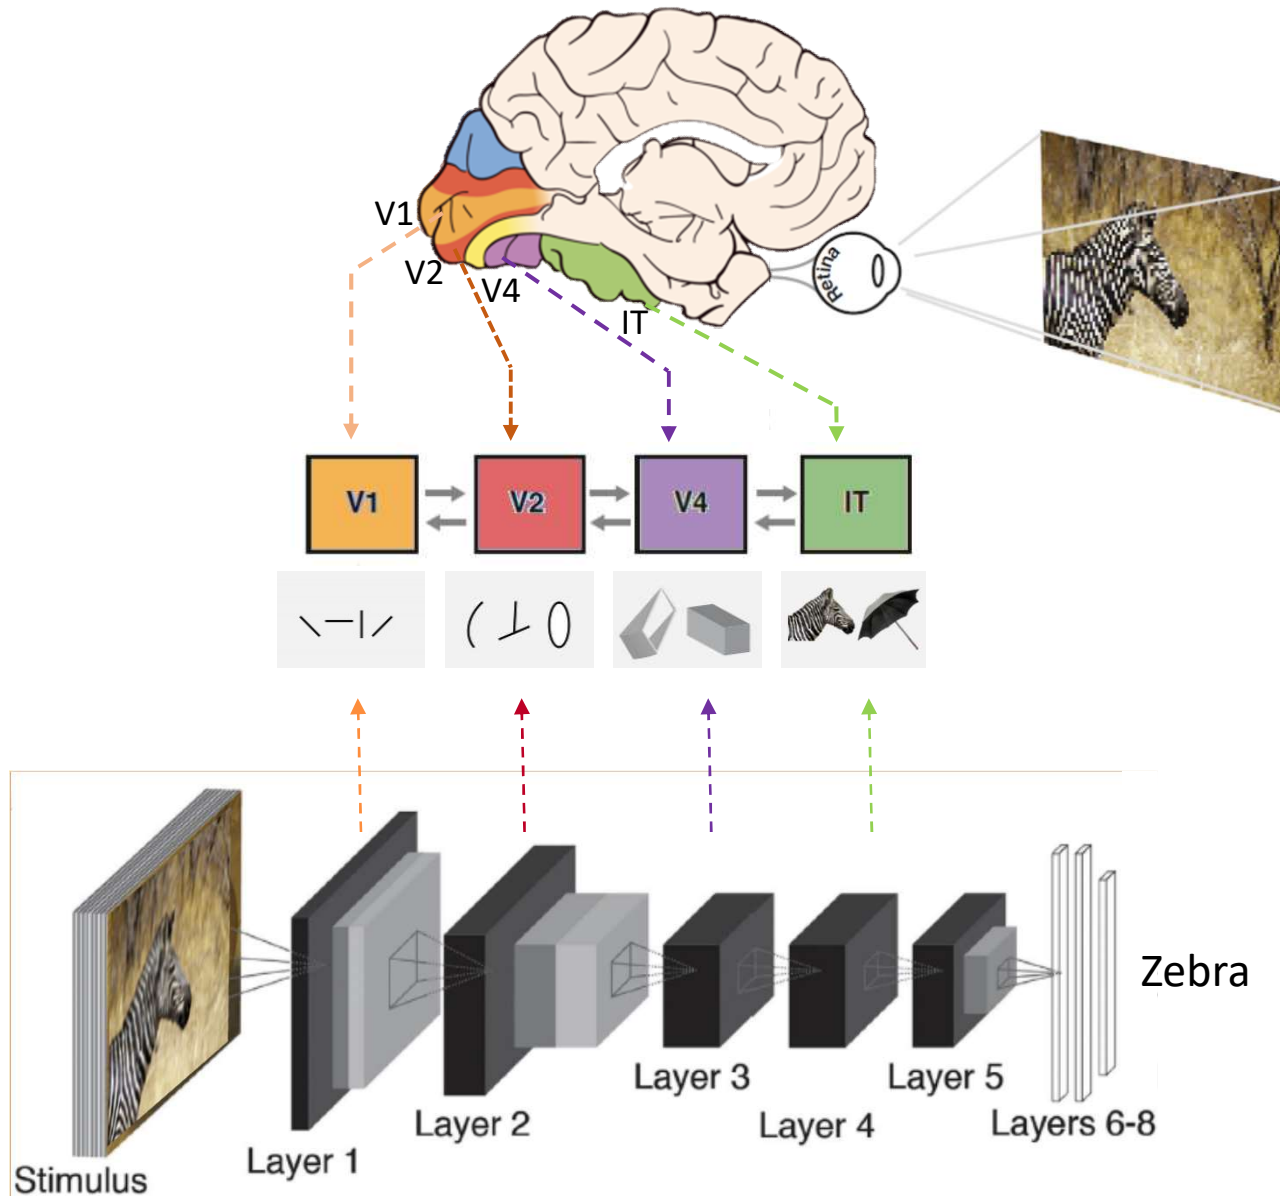 V1
V2
V4
IT
Retina
V1
V2
V4
IT
Zebra
Layer 3
Layer 5
Layer 2
Layer 4
Layers 6-8
Layer 1
Stimulus